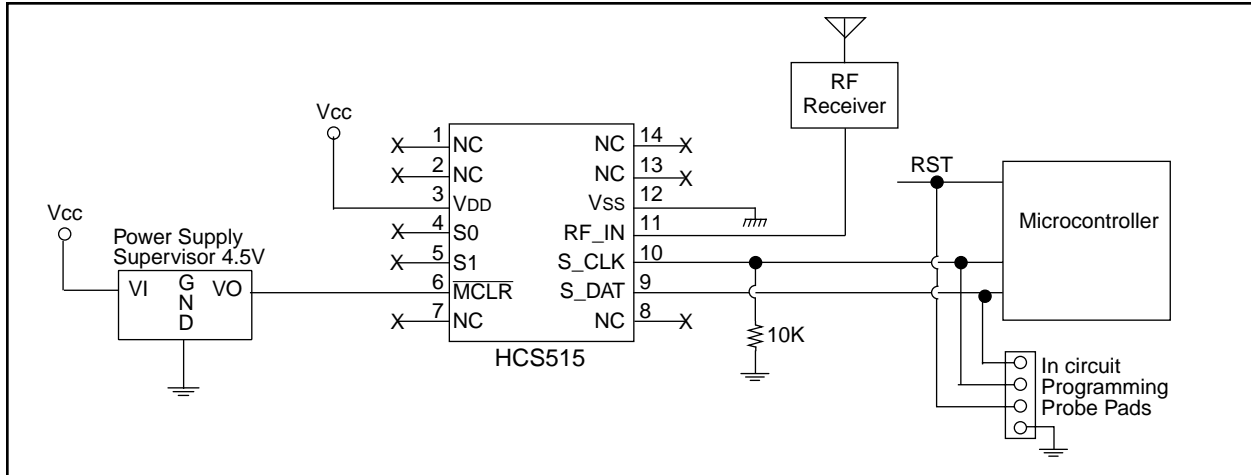 RF
Receiver
Vcc
1
NC
NC
14
2
NC
NC
13
3
VDD
VSS
12
4
S0
RF_IN
11
5
S1
S_CLK
10
6
MCLR
S_DAT
9
7
NC
NC
8
HCS515
Vcc
Power Supply
Supervisor 4.5V
VI
GND
VO
10K
RST
Microcontroller
In circuit
Programming
Probe Pads